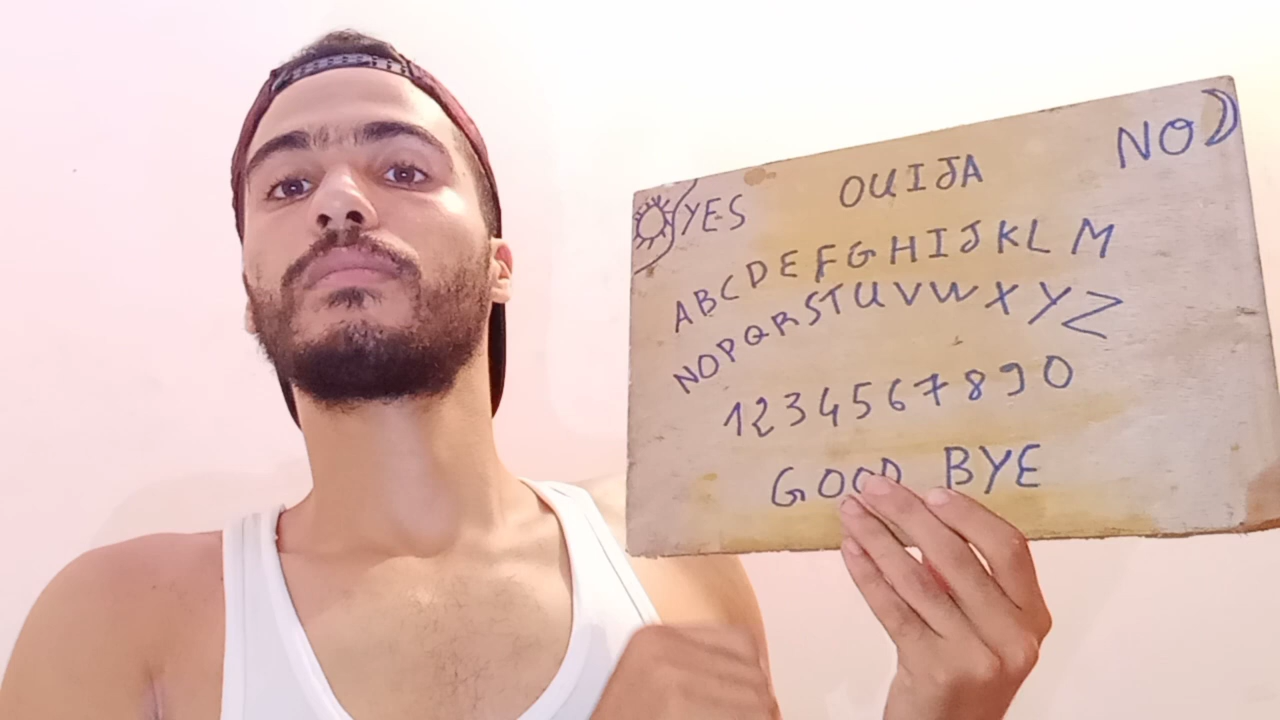 OUIJA
YES NO
ABCDEFGHIJKLM
NOPQRSTUVWXYZ
1234567890
GOOD BYE